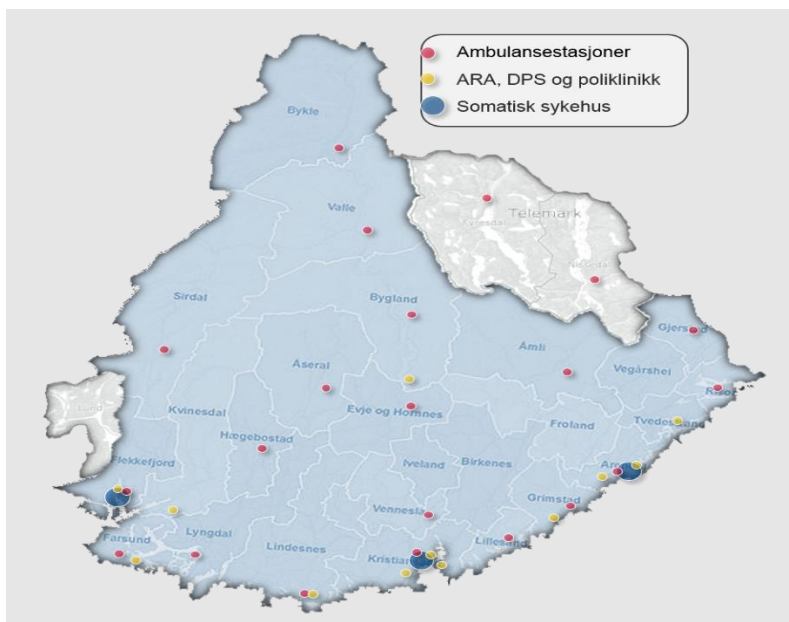 Ambulansestasjoner
ARA, DPS og poliklinikk
Somatisk sykehus
Bykle
Valle
Telemark
Sirdal
Bygland
Gjerstad
Åmli
Åseral
Vegårshei
Kvinesdal
Evje og Hornnes
Froland
Tvedestrand
Hægebostad
Flekkefjord
Iveland
Birkenes
Grimstad
Vennesla
Farsund
Lyngdal
Lindesnes
Lillesand
Lund